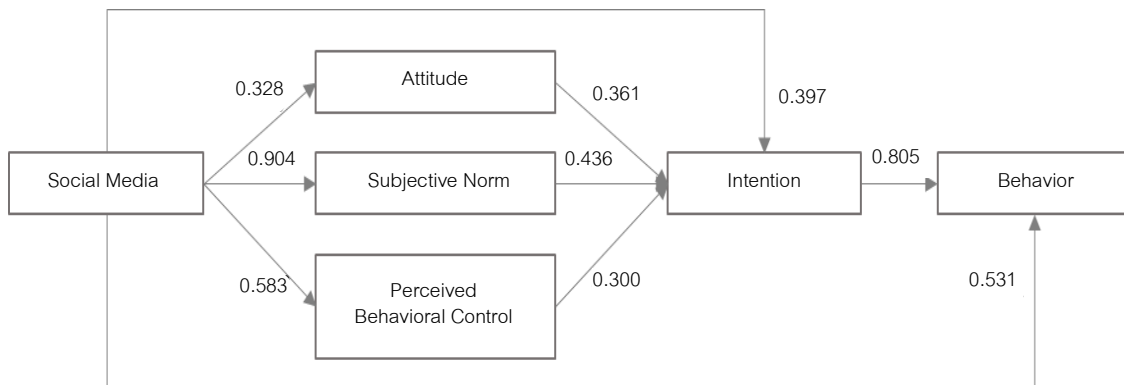 Attitude
0.328
0.361
0.397
0.904
0.436
0.805
Social Media
Subjective Norm
Intention
Behavior
0.583
0.300
0.531
Perceived
Behavioral Control